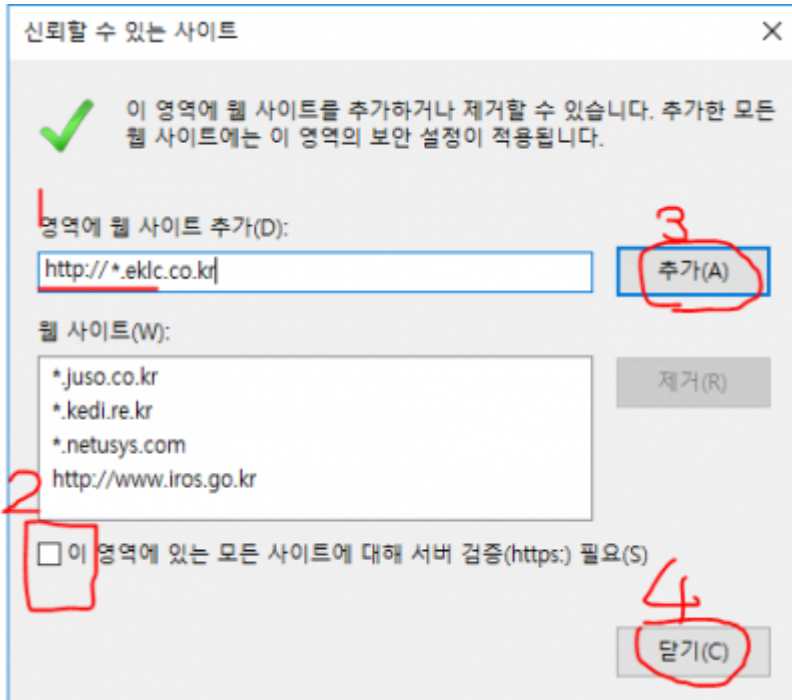 신뢰할 수 있는 사이트
이 영역에 웹 사이트를 추가하거나 제거할 수 있습니다. 추가한 모든
웹 사이트에는 이 영역의 보안 설정이 적용됩니다.
1
영역에 웹 사이트 추가(D):
3
http://*.eklc.co.kr
추가(A)
웹 사이트(W):
*.juso.co.kr
제거(R)
*.kedi.re.kr
*.netusys.com
http://www.iros.go.kr
2
이 영역에 있는 모든 사이트에 대해 서버 검증(https:) 필요(S)
4
닫기(C)